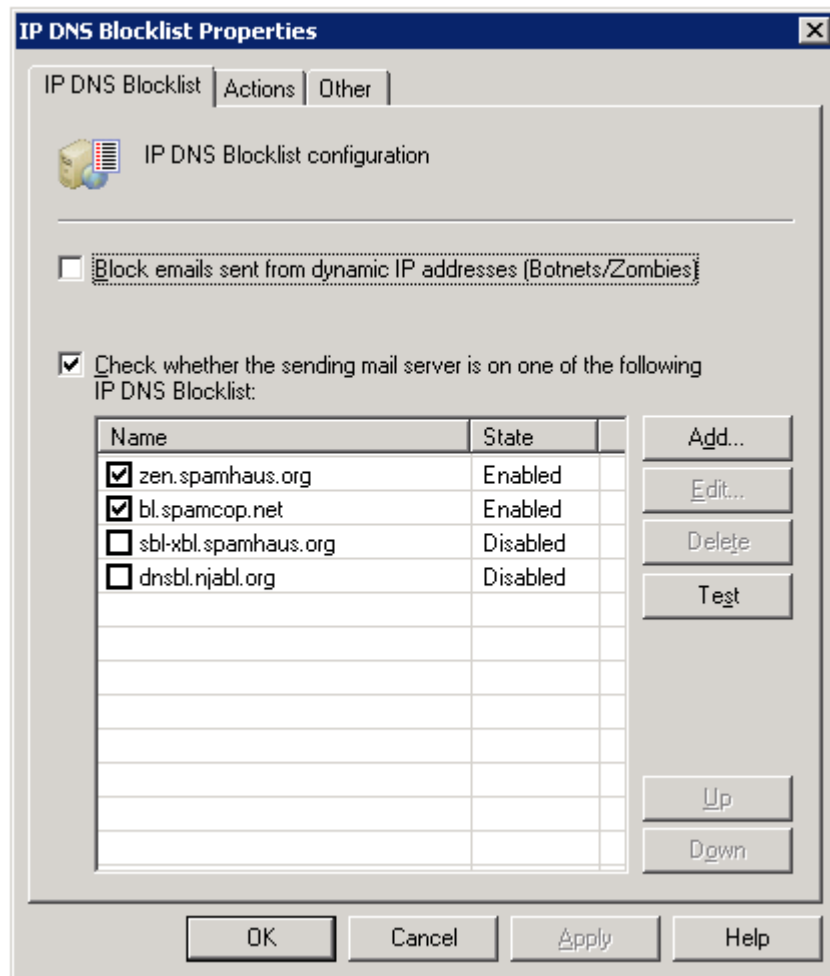 IP DNS Blocklist Properties
IP DNS Blocklist Actions Other
IP DNS Blocklist configuration
Block emails sent from dynamic IP addresses (Botnets/Zombies)
Check whether the sending mail server is on one of the following
IP DNS Blocklist:
Name State
zen.spamhaus.org Enabled
bl.spamcop.net Enabled
sbl-xbl.spamhaus.org Disabled
dnsbl.njabl.org Disabled
Add...
Edit...
Delete
Test
Up
Down
OK Cancel Apply Help